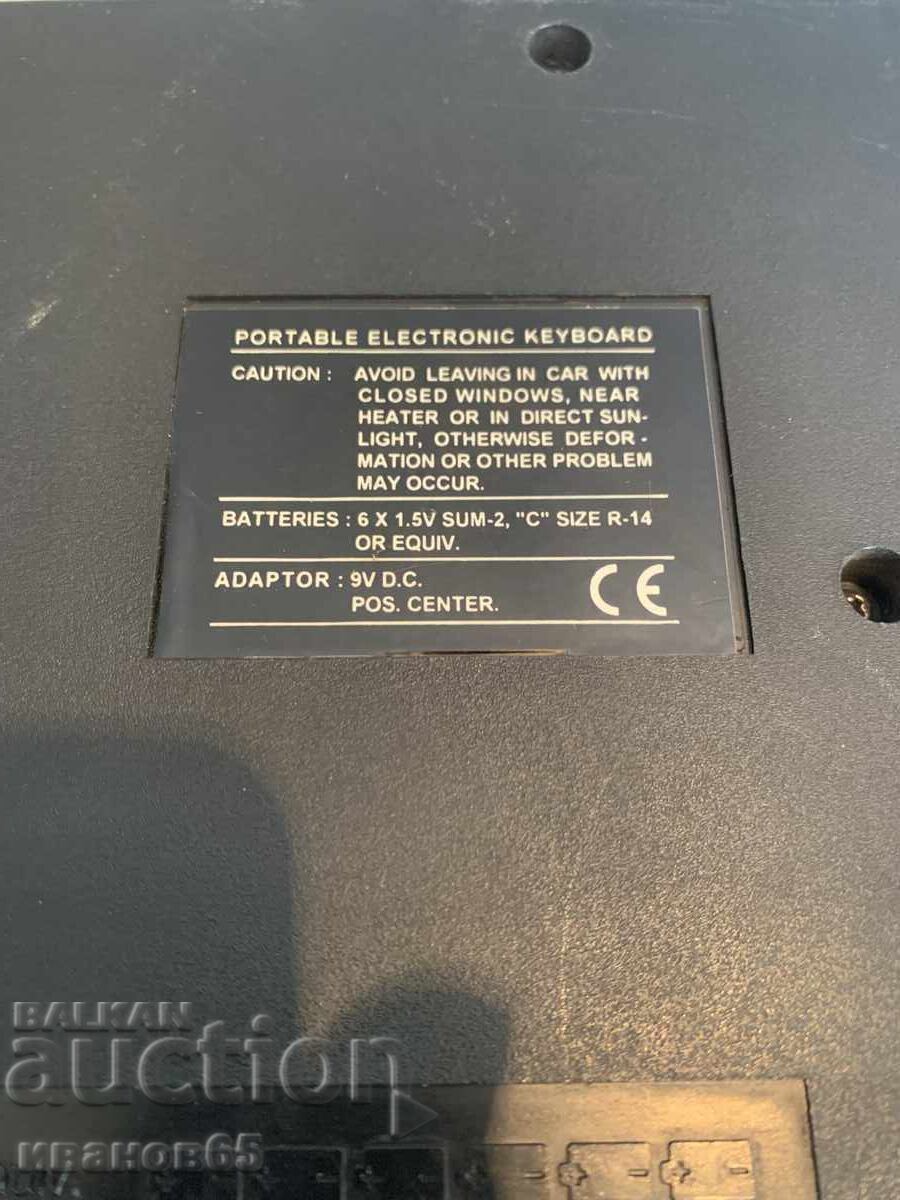 PORTABLE ELECTRONIC KEYBOARD
CAUTION : AVOID LEAVING IN CAR WITH
CLOSED WINDOWS, NEAR
HEATER OR IN DIRECT SUN-
LIGHT, OTHERWISE DEFOR-
MATION OR OTHER PROBLEM
MAY OCCUR.
BATTERIES : 6 X 1.5V SUM-2, "C" SIZE R-14
OR EQUIV.
ADAPTOR : 9V D.C.
POS. CENTER.
CE
BALKAN
auction
иванов65
+ - + - + - + -